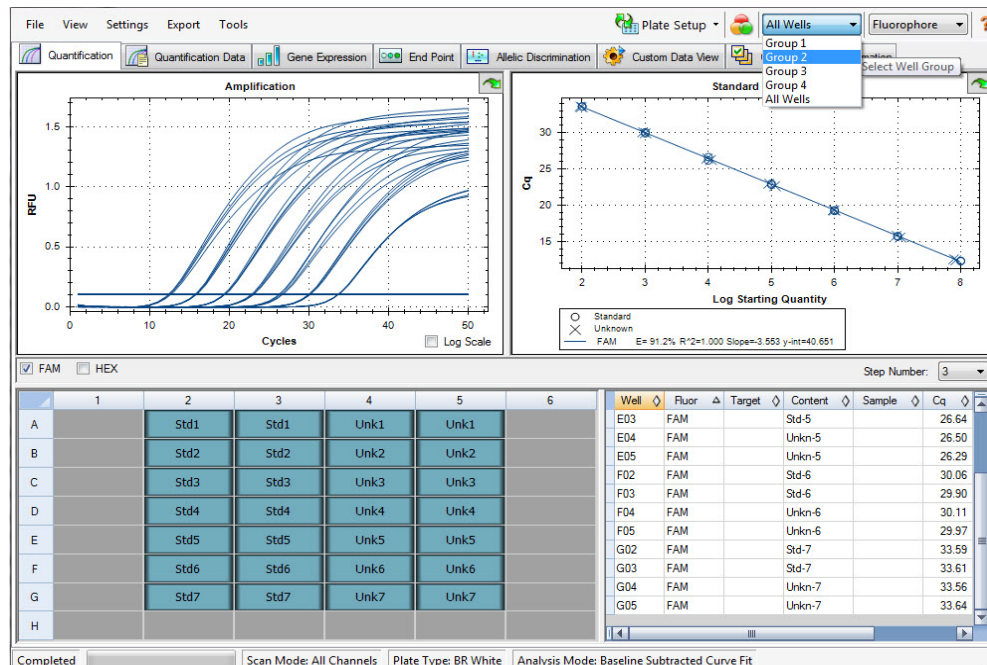 File View Settings Export Tools Plate Setup All Wells Fluorophore ?
Group 1
Group 2
Group 3
Group 4
All Wells
Select Well Group
Quantification Quantification Data Gene Expression End Point Allelic Discrimination Custom Data View
Amplification
RFU
1.5
1.0
0.5
0.0
0 10 20 30 40 50
Cycles
Log Scale
Standard
Cq
30
25
20
15
2 3 4 5 6 7 8
Log Starting Quantity
Standard
Unknown
FAM E= 91.2% R^2=1.000 Slope=-3.553 y-int=40.651
FAM HEX Step Number: 3
1 2 3 4 5 6
A Std1 Std1 Unk1 Unk1
B Std2 Std2 Unk2 Unk2
C Std3 Std3 Unk3 Unk3
D Std4 Std4 Unk4 Unk4
E Std5 Std5 Unk5 Unk5
F Std6 Std6 Unk6 Unk6
G Std7 Std7 Unk7 Unk7
H
Well Fluor Target Content Sample Cq
E03 FAM Std-5 26.64
E04 FAM Unkn-5 26.50
E05 FAM Unkn-5 26.29
F02 FAM Std-6 30.06
F03 FAM Std-6 29.90
F04 FAM Unkn-6 30.11
F05 FAM Unkn-6 29.97
G02 FAM Std-7 33.59
G03 FAM Std-7 33.61
G04 FAM Unkn-7 33.56
G05 FAM Unkn-7 33.64
Completed Scan Mode: All Channels Plate Type: BR White Analysis Mode: Baseline Subtracted Curve Fit